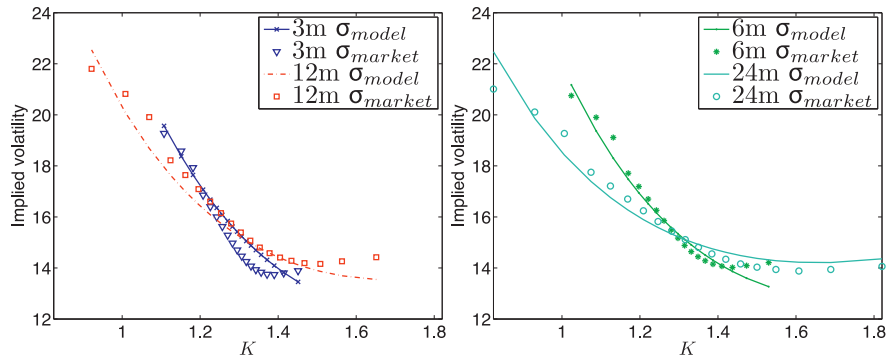 Implied volatility
24
22
20
18
16
14
12
1
1.2
1.4
1.6
1.8
K
3m σmodel
3m σmarket
12m σmodel
12m σmarket
Implied volatility
24
22
20
18
16
14
12
1
1.2
1.4
1.6
1.8
K
6m σmodel
6m σmarket
24m σmodel
24m σmarket